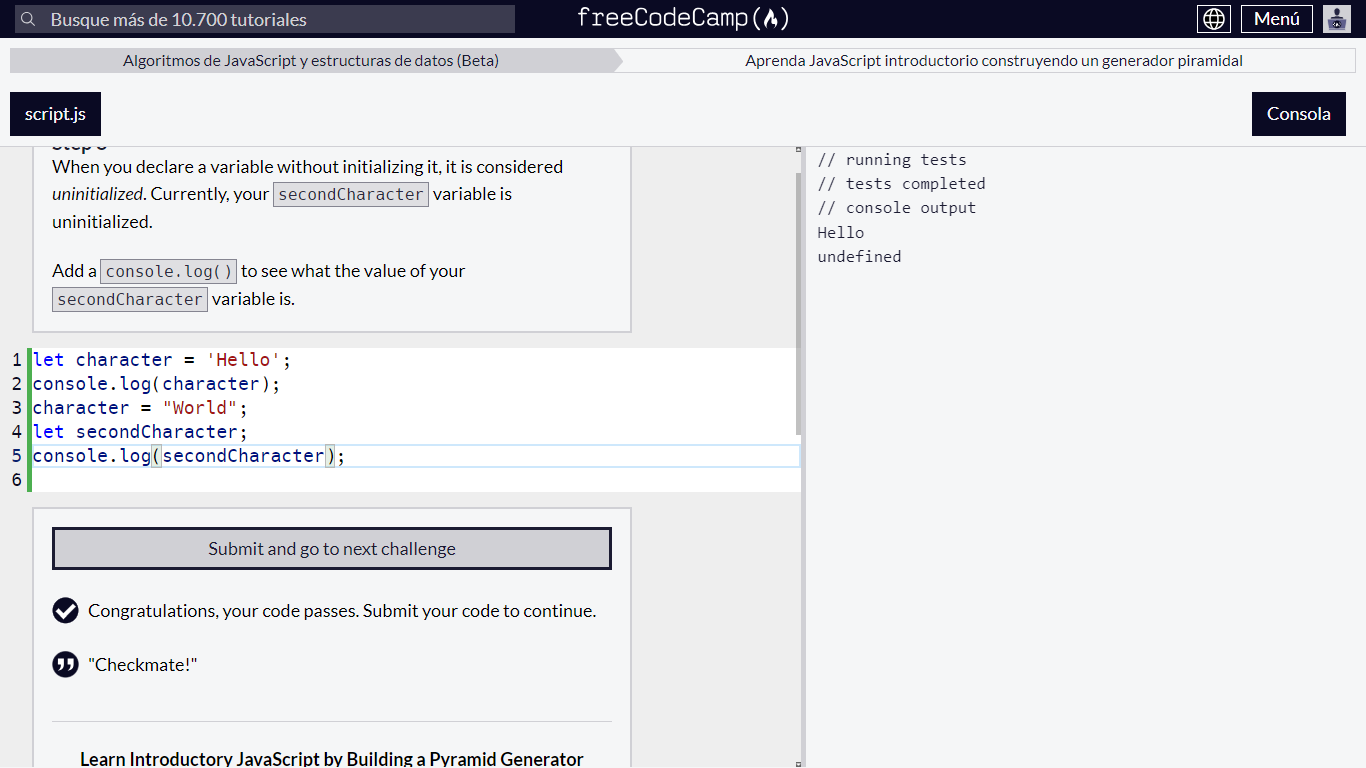 Busque más de 10.700 tutoriales
freeCodeCamp
Menú
Algoritmos de JavaScript y estructuras de datos (Beta)
Aprenda JavaScript introductorio construyendo un generador piramidal
script.js
Consola
When you declare a variable without initializing it, it is considered
uninitialized. Currently, your secondCharacter variable is
uninitialized.
Add a console.log() to see what the value of your
secondCharacter variable is.
1 let character = 'Hello';
2 console.log(character);
3 character = "World";
4 let secondCharacter;
5 console.log(secondCharacter);
6
Submit and go to next challenge
Congratulations, your code passes. Submit your code to continue.
"Checkmate!"
Learn Introductory JavaScript by Building a Pyramid Generator
// running tests
// tests completed
// console output
Hello
undefined